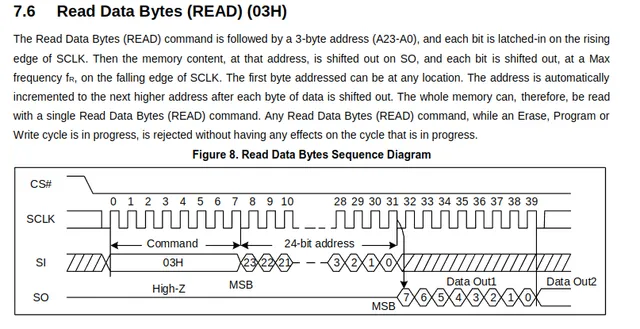 7.6 Read Data Bytes (READ) (03H)
The Read Data Bytes (READ) command is followed by a 3-byte address (A23-A0), and each bit is latched-in on the rising
edge of SCLK. Then the memory content, at that address, is shifted out on SO, and each bit is shifted out, at a Max
frequency fR, on the falling edge of SCLK. The first byte addressed can be at any location. The address is automatically
incremented to the next higher address after each byte of data is shifted out. The whole memory can, therefore, be read
with a single Read Data Bytes (READ) command. Any Read Data Bytes (READ) command, while an Erase, Program or
Write cycle is in progress, is rejected without having any effects on the cycle that is in progress.
Figure 8. Read Data Bytes Sequence Diagram
CS#
0 1 2 3 4 5 6 7 8 9 10 28 29 30 31 32 33 34 35 36 37 38 39
SCLK
Command 24-bit address
SI 03H 23 22 21 3 2 1 0
High-Z MSB Data Out1 Data Out2
SO 7 6 5 4 3 2 1 0
MSB